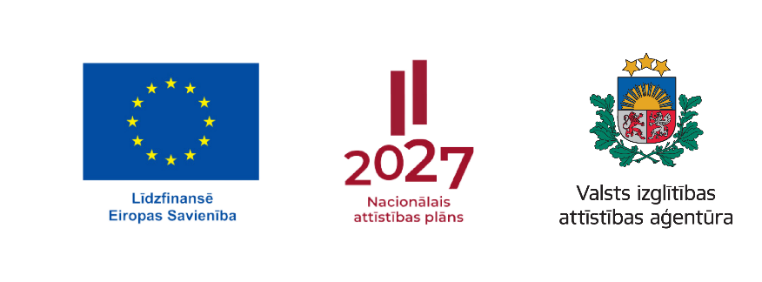 Līdzfinansē
Eiropas Savienība
2027
Nacionālais
attīstības plāns
Valsts izglītības
attīstības aģentūra